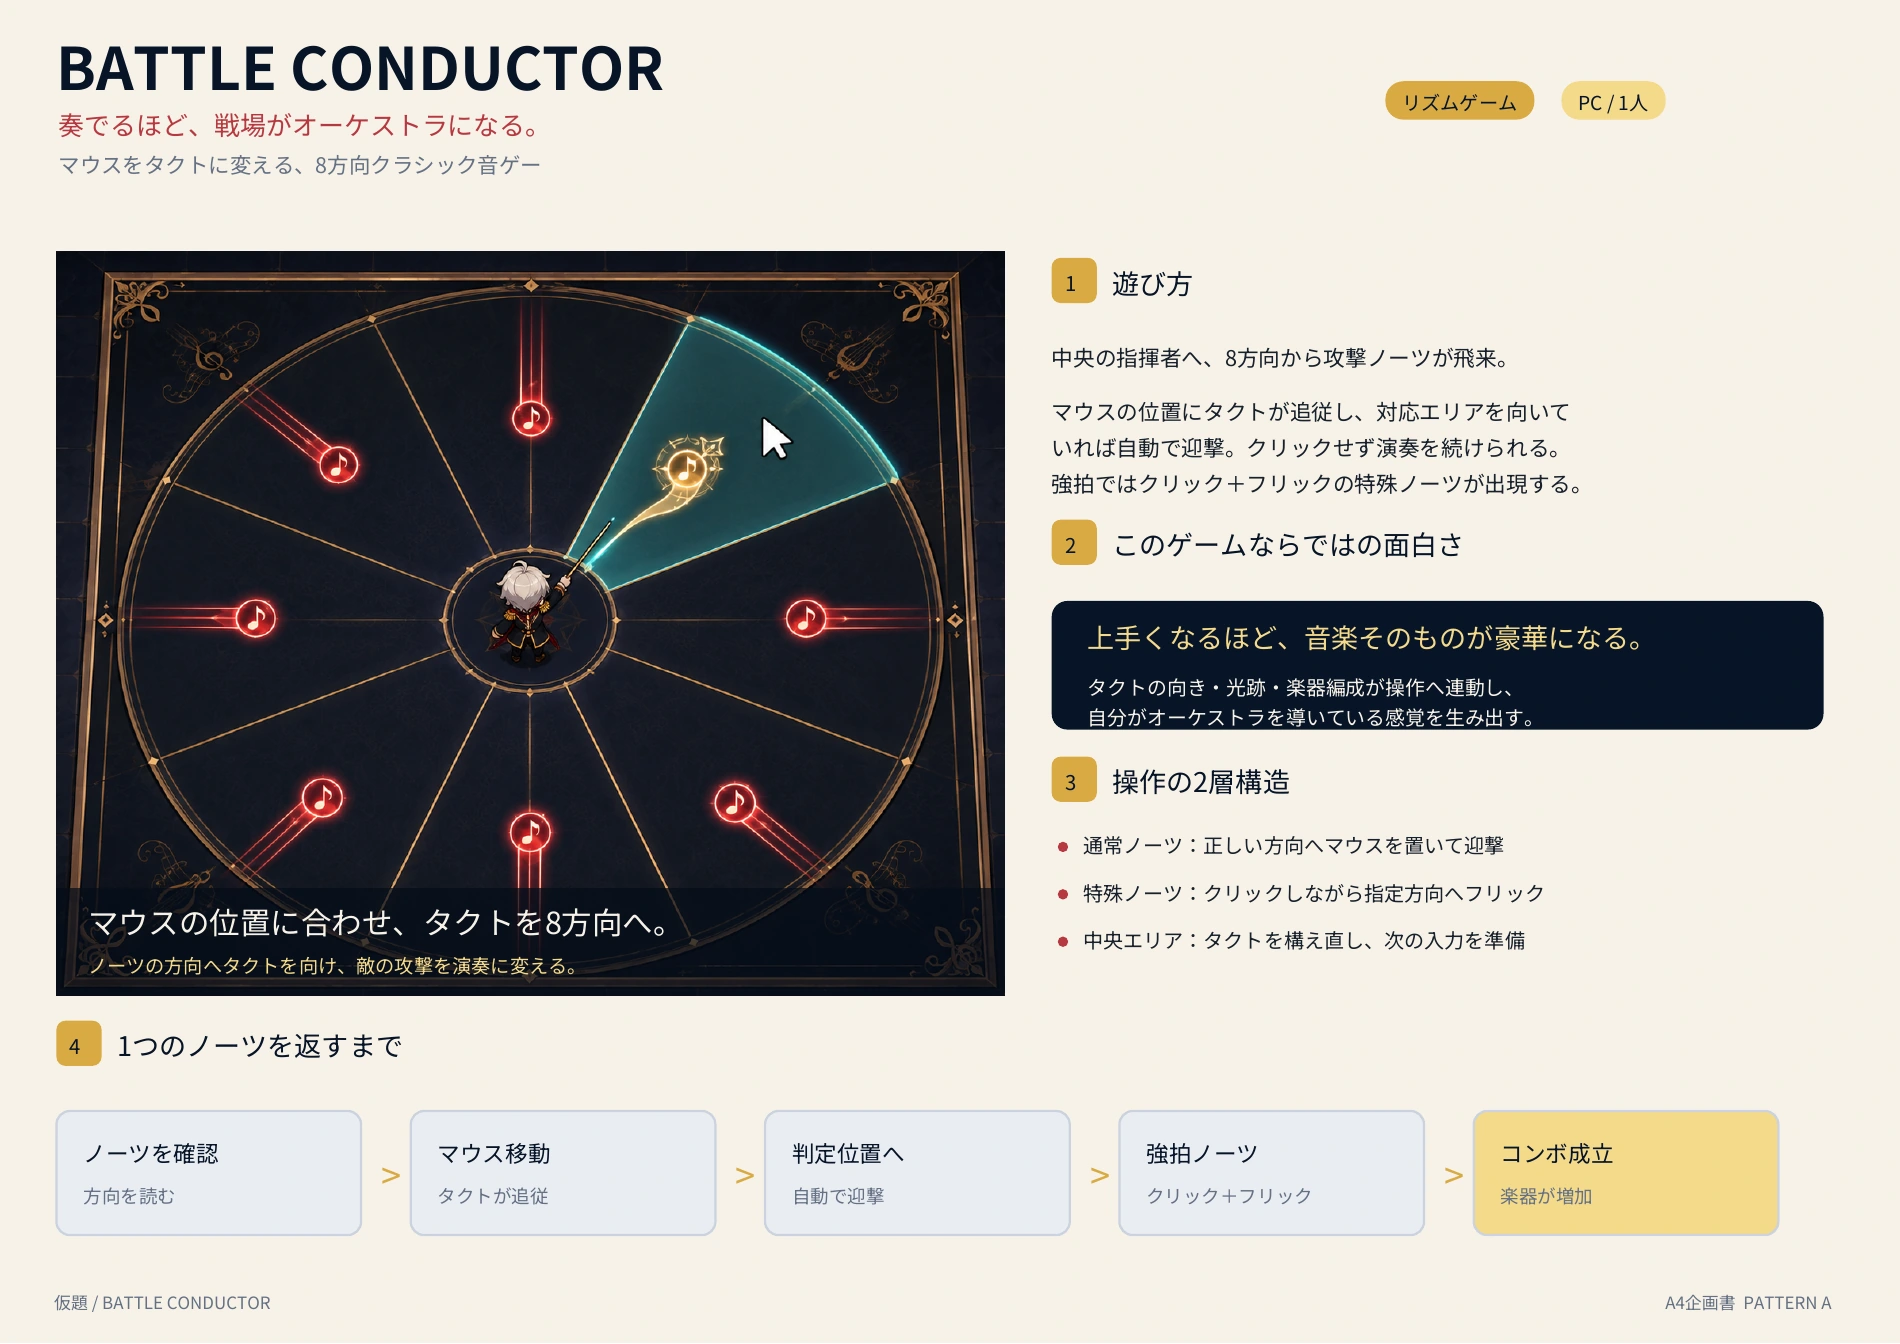 BATTLE CONDUCTOR
奏でるほど、戦場がオーケストラになる。
マウスをタクトに変える、8方向クラシック音ゲー
リズムゲーム
PC / 1人
マウスの位置に合わせ、タクトを8方向へ。
ノーツの方向へタクトを向け、敵の攻撃を演奏に変える。
1
遊び方
中央の指揮者へ、8方向から攻撃ノーツが飛来。
マウスの位置にタクトが追従し、対応エリアを向いて
いれば自動で迎撃。クリックせず演奏を続けられる。
強拍ではクリック＋フリックの特殊ノーツが出現する。
2
このゲームならではの面白さ
上手くなるほど、音楽そのものが豪華になる。
タクトの向き・光跡・楽器編成が操作へ連動し、
自分がオーケストラを導いている感覚を生み出す。
3
操作の2層構造
通常ノーツ：正しい方向へマウスを置いて迎撃
特殊ノーツ：クリックしながら指定方向へフリック
中央エリア：タクトを構え直し、次の入力を準備
4
1つのノーツを返すまで
ノーツを確認
方向を読む
>
マウス移動
タクトが追従
>
判定位置へ
自動で迎撃
>
強拍ノーツ
クリック＋フリック
>
コンボ成立
楽器が増加
仮題 / BATTLE CONDUCTOR
A4企画書 PATTERN A